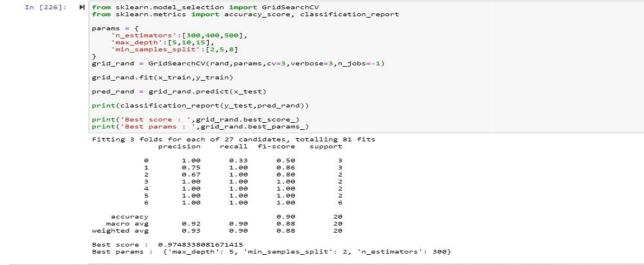 In [226]:
from sklearn.model_selection import GridSearchCV
from sklearn.metrics import accuracy_score, classification_report
params = {
'n_estimators':[300,400,500],
'max_depth':[5,10,15],
'min_samples_split':[2,5,8]
}
grid_rand = GridSearchCV(rand,params,cv=3,verbose=3,n_jobs=-1)
grid_rand.fit(x_train,y_train)
pred_rand = grid_rand.predict(x_test)
print(classification_report(y_test,pred_rand))
print('Best score : ',grid_rand.best_score_)
print('Best params : ',grid_rand.best_params_)
Fitting 3 folds for each of 27 candidates, totalling 81 fits
precision recall f1-score support
0 1.00 0.33 0.50 3
1 0.75 1.00 0.86 3
2 0.67 1.00 0.80 2
3 1.00 1.00 1.00 2
4 1.00 1.00 1.00 2
5 1.00 1.00 1.00 2
6 1.00 1.00 1.00 6
accuracy 0.90 20
macro avg 0.92 0.90 0.88 20
weighted avg 0.93 0.90 0.88 20
Best score : 0.9748338081671415
Best params : {'max_depth': 5, 'min_samples_split': 2, 'n_estimators': 300}